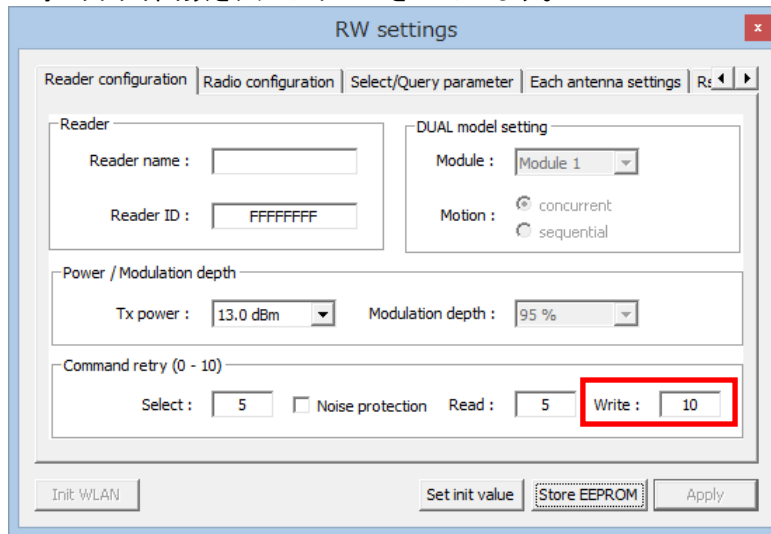 RW settings
x
Reader configuration Radio configuration Select/Query parameter Each antenna settings
Reader
Reader name :
Reader ID : FFFFFFFF
DUAL model setting
Module : Module 1
Motion : concurrent
sequential
Power / Modulation depth
Tx power : 13.0 dBm Modulation depth : 95 %
Command retry (0 - 10)
Select : 5 Noise protection Read : 5 Write : 10
Init WLAN Set init value Store EEPROM Apply